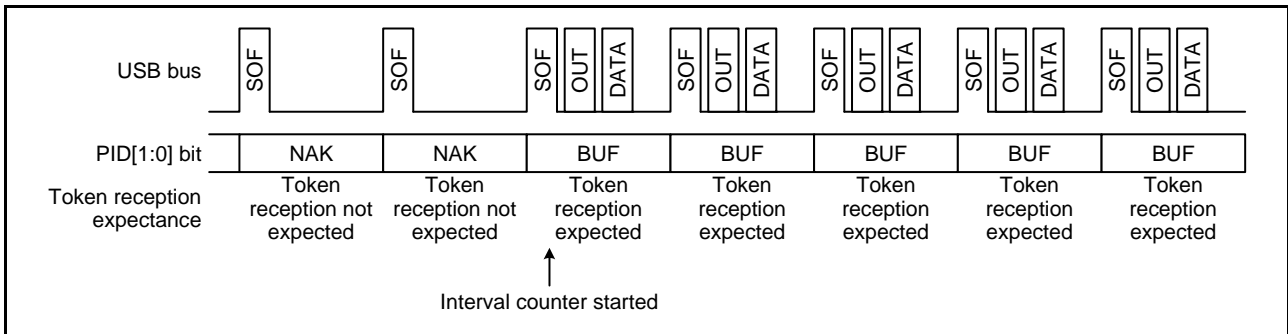 USB bus
SOF SOF SOF OUT DATA SOF OUT DATA SOF OUT DATA SOF OUT DATA SOF OUT DATA
PID[1:0] bit NAK NAK BUF BUF BUF BUF BUF
Token reception expectance
Token reception not expected
Token reception not expected
Token reception expected
Token reception expected
Token reception expected
Token reception expected
Token reception expected
Interval counter started